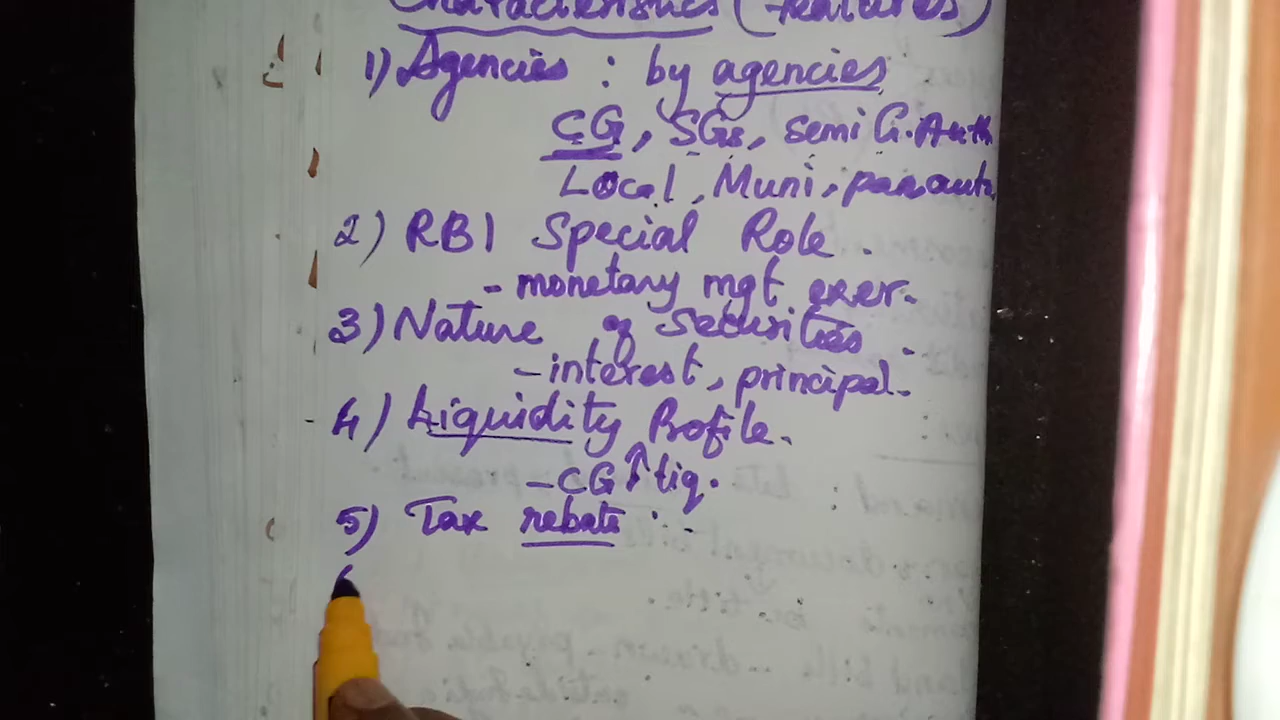 Characteristics (Features)
1) Agencies : by agencies
CG, SGs, semi G. Auth
Local, Muni, panauth
2) RBI Special Role.
- monetary mgt exer.
3) Nature of Securities.
- interest, principal.
4) Liquidity Profile.
- CG ↑ liq.
5) Tax rebate